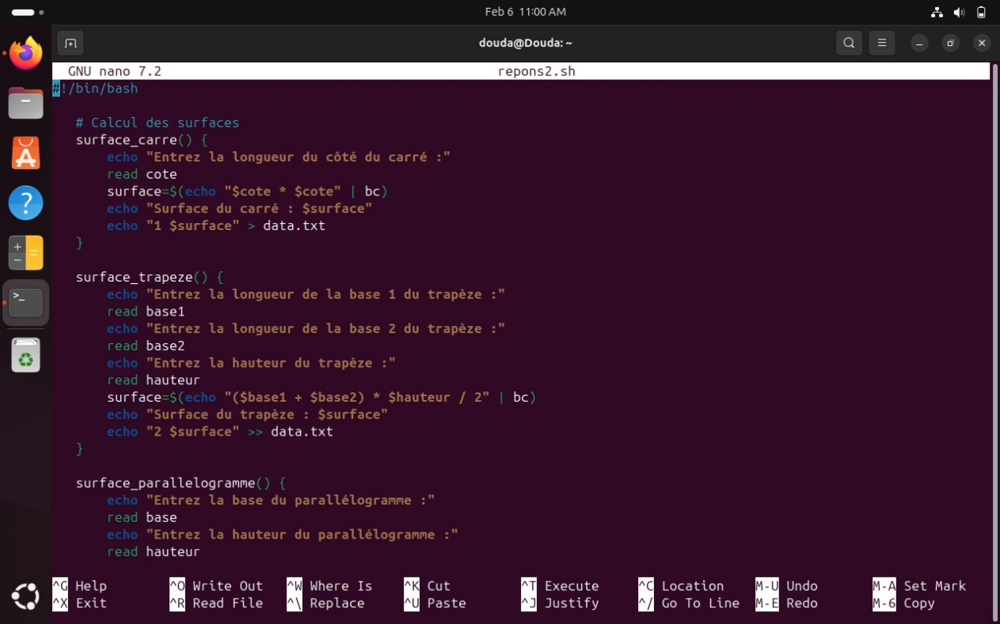 Feb 6 11:00 AM
douda@Douda: ~
GNU nano 7.2 repons2.sh
#!/bin/bash
# Calcul des surfaces
surface_carre() {
echo "Entrez la longueur du côté du carré :"
read cote
surface=$(echo "$cote * $cote" | bc)
echo "Surface du carré : $surface"
echo "1 $surface" > data.txt
}
surface_trapeze() {
echo "Entrez la longueur de la base 1 du trapèze :"
read base1
echo "Entrez la longueur de la base 2 du trapèze :"
read base2
echo "Entrez la hauteur du trapèze :"
read hauteur
surface=$(echo "($base1 + $base2) * $hauteur / 2" | bc)
echo "Surface du trapèze : $surface"
echo "2 $surface" >> data.txt
}
surface_parallelogramme() {
echo "Entrez la base du parallélogramme :"
read base
echo "Entrez la hauteur du parallélogramme :"
read hauteur
^G Help ^O Write Out ^W Where Is ^K Cut ^T Execute ^C Location M-U Undo M-A Set Mark
^X Exit ^R Read File ^\ Replace ^U Paste ^J Justify ^/ Go To Line M-E Redo M-6 Copy